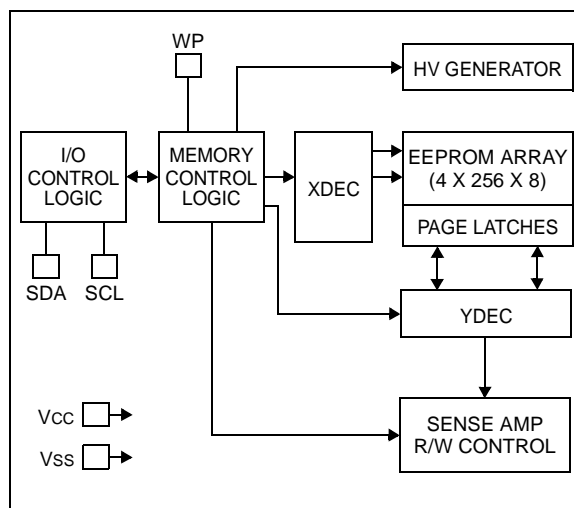 WP
HV GENERATOR
I/O
CONTROL
LOGIC
MEMORY
CONTROL
LOGIC
XDEC
EEPROM ARRAY
(4 X 256 X 8)
PAGE LATCHES
SDA
SCL
YDEC
VCC
VSS
SENSE AMP
R/W CONTROL